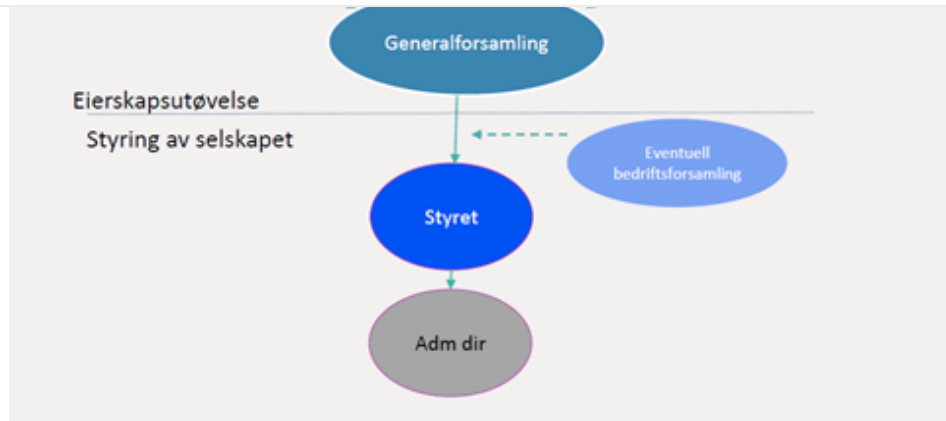 Generalforsamling
Eierskapsutøvelse
Styring av selskapet
Eventuell
bedriftsforsamling
Styret
Adm dir